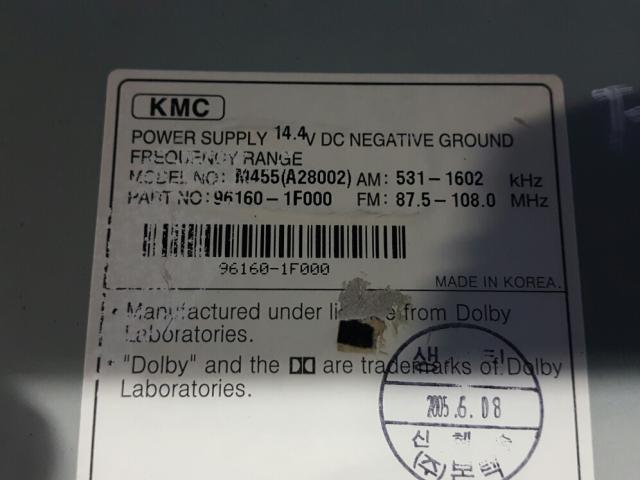 KMC
POWER SUPPLY 14.4V DC NEGATIVE GROUND
FREQUENCY RANGE
MODEL NO: M455(A28002) AM: 531-1602 kHz
PART NO: 96160-1F000 FM: 87.5-108.0 MHz
96160-1F000
MADE IN KOREA.
• Manufactured under license from Dolby
Laboratories.
• "Dolby" and the are trademarks of Dolby
Laboratories.
2005.6.08